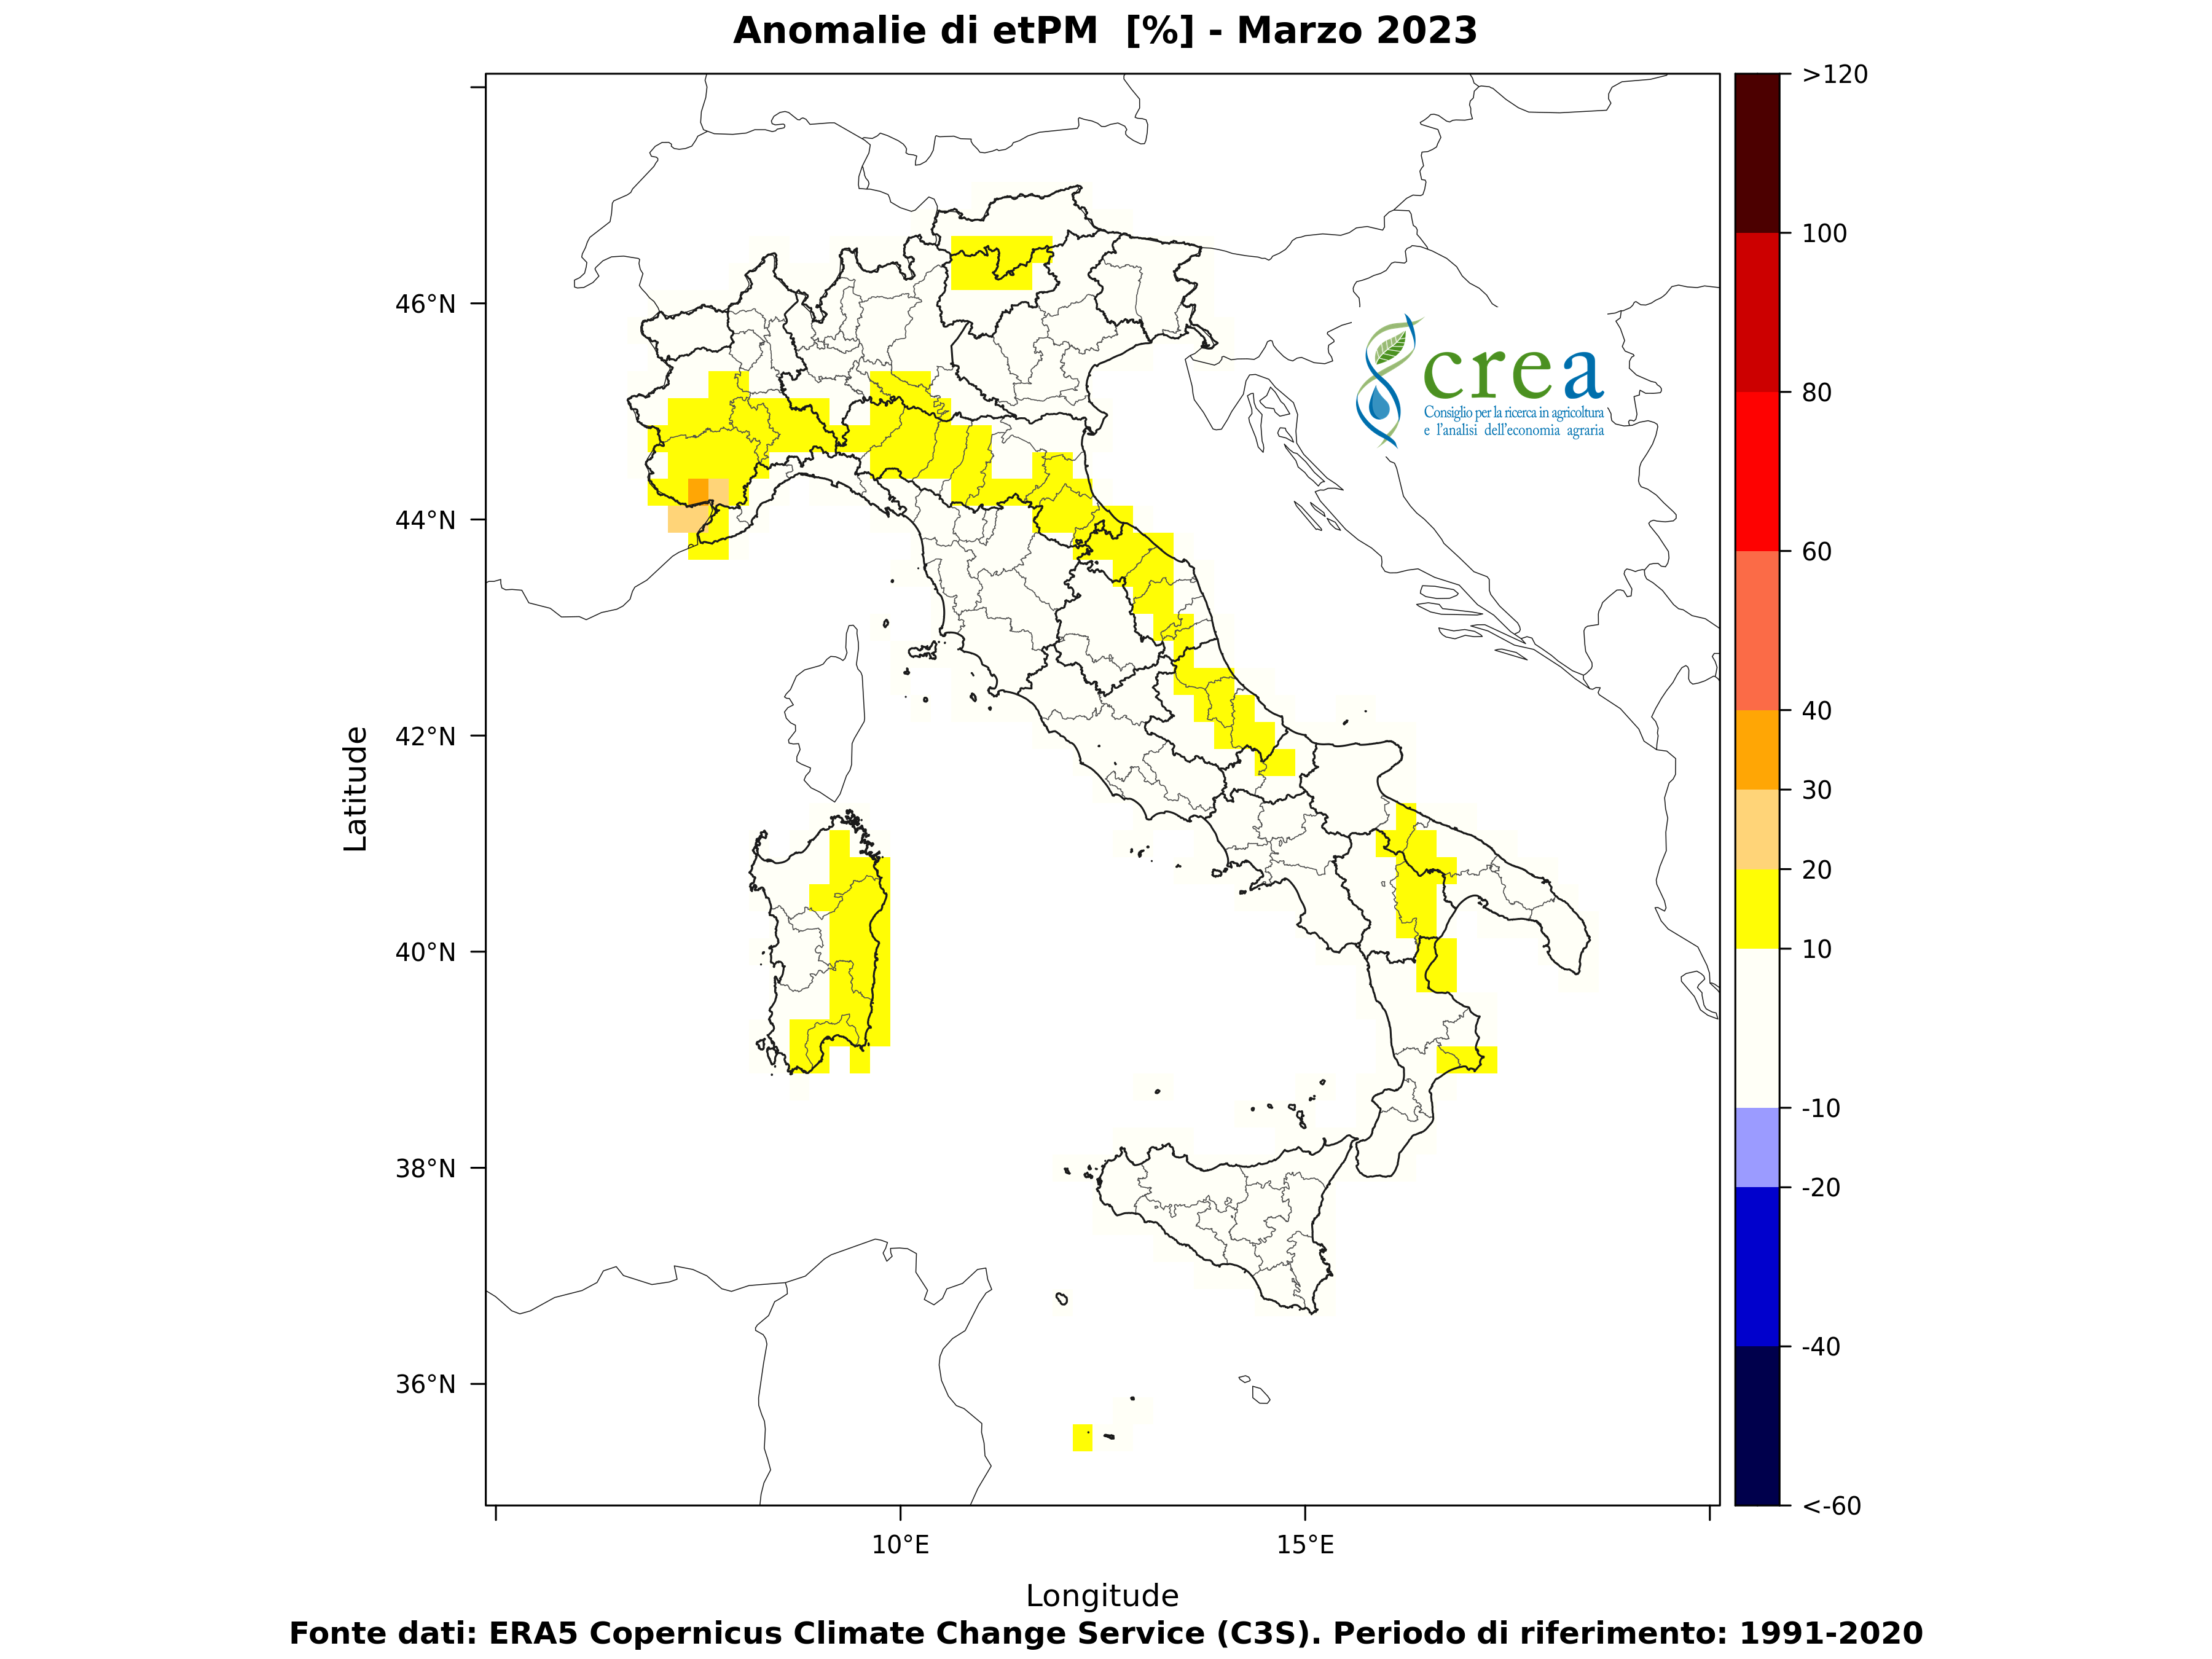 Anomalie di etPM [%] - Marzo 2023
>120
100
80
60
40
30
20
10
-10
-20
-40
<-60
46°N
44°N
42°N
40°N
38°N
36°N
Latitude
crea
Consiglio per la ricerca in agricoltura
e l'analisi dell'economia agraria
10°E
15°E
Longitude
Fonte dati: ERA5 Copernicus Climate Change Service (C3S). Periodo di riferimento: 1991-2020